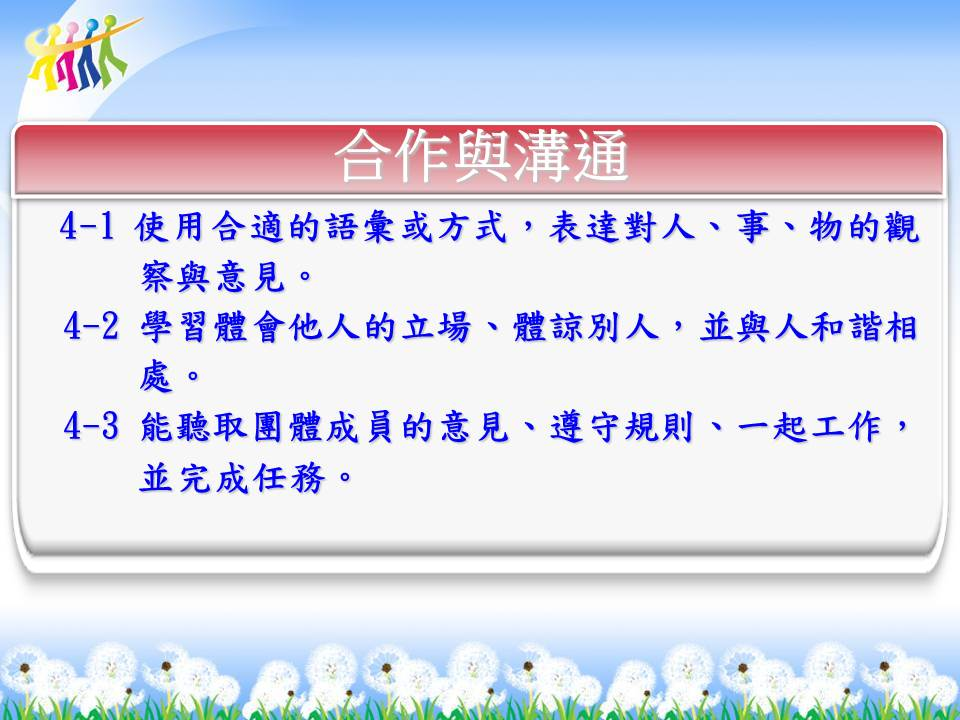 合作與溝通
4-1 使用合適的語彙或方式，表達對人、事、物的觀
察與意見。
4-2 學習體會他人的立場、體諒別人，並與人和諧相
處。
4-3 能聽取團體成員的意見、遵守規則、一起工作，
並完成任務。